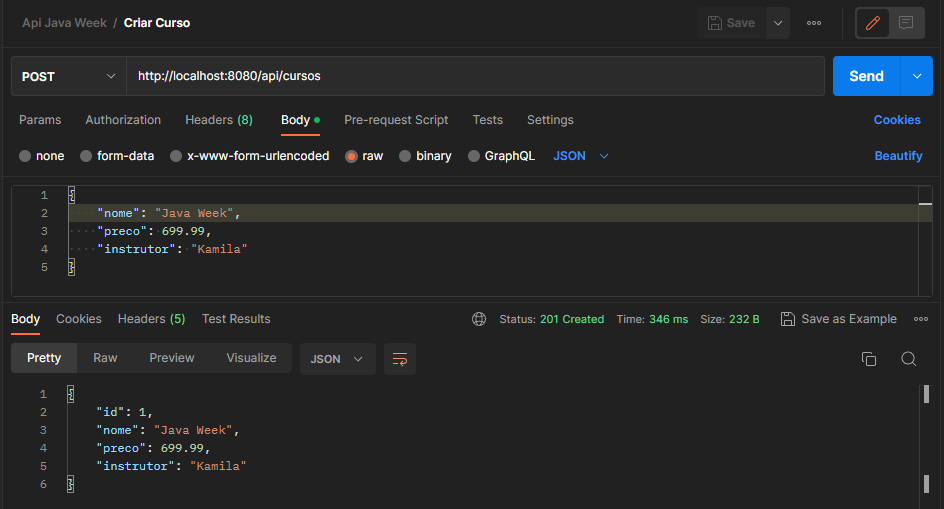 Api Java Week / Criar Curso Save
POST http://localhost:8080/api/cursos Send
Params Authorization Headers (8) Body Pre-request Script Tests Settings Cookies
none form-data x-www-form-urlencoded raw binary GraphQL JSON Beautify
1 {
2 "nome": "Java Week",
3 "preco": 699.99,
4 "instrutor": "Kamila"
5 }
Body Cookies Headers (5) Test Results Status: 201 Created Time: 346 ms Size: 232 B Save as Example
Pretty Raw Preview Visualize JSON
1 {
2 "id": 1,
3 "nome": "Java Week",
4 "preco": 699.99,
5 "instrutor": "Kamila"
6 }